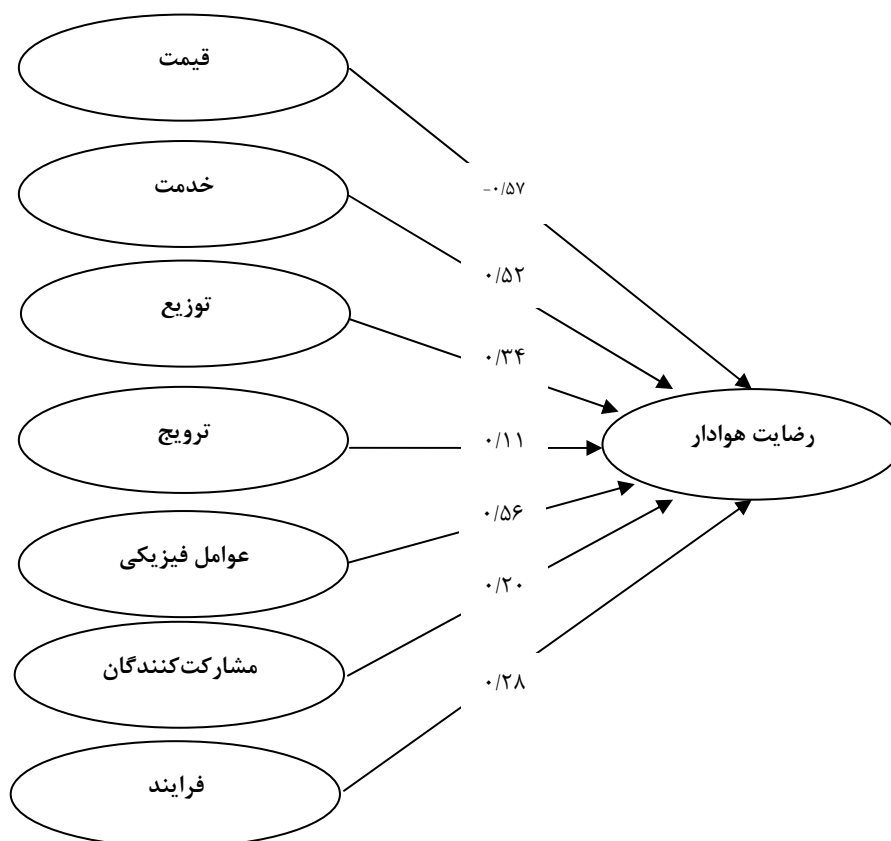 قیمت
-۰/۵۷
خدمت
۰/۵۲
توزیع
۰/۳۴
ترویج
۰/۱۱
رضایت هوادار
عوامل فیزیکی
۰/۵۶
مشارکت‌کنندگان
۰/۲۰
فرایند
۰/۲۸